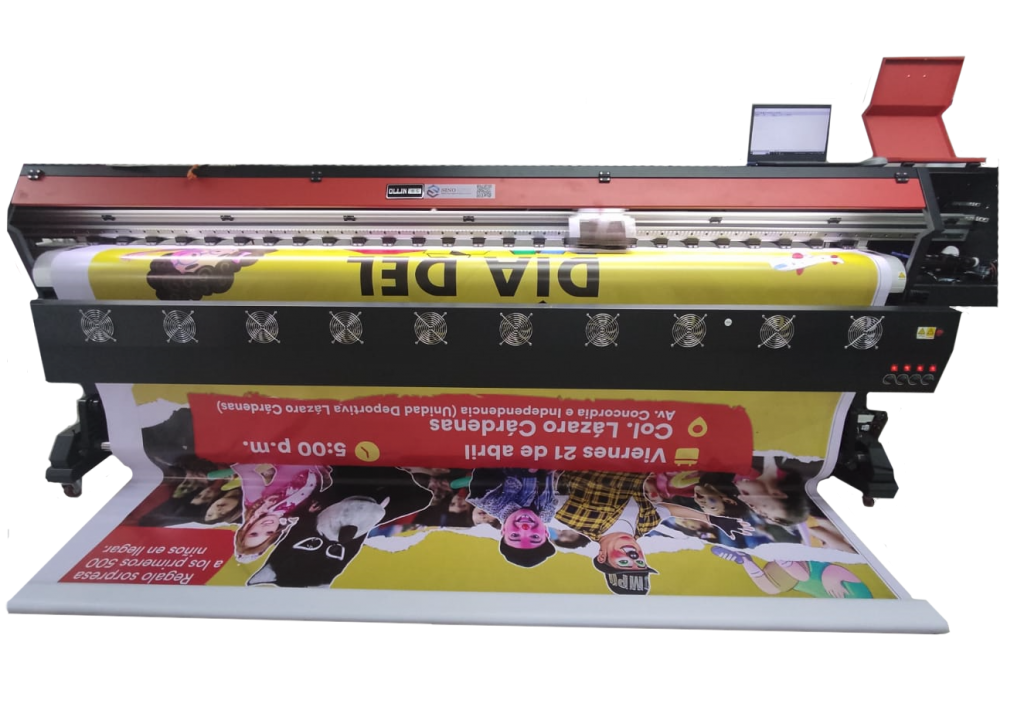 OLLIN
DÍA DEL
Viernes 21 de abril
5:00 p.m.
Col. Lázaro Cárdenas
Av. Concordia e Independencia (Unidad Deportiva Lázaro Cárdenas)
Regalo sorpresa
a los primeros 500
niños en llegar.